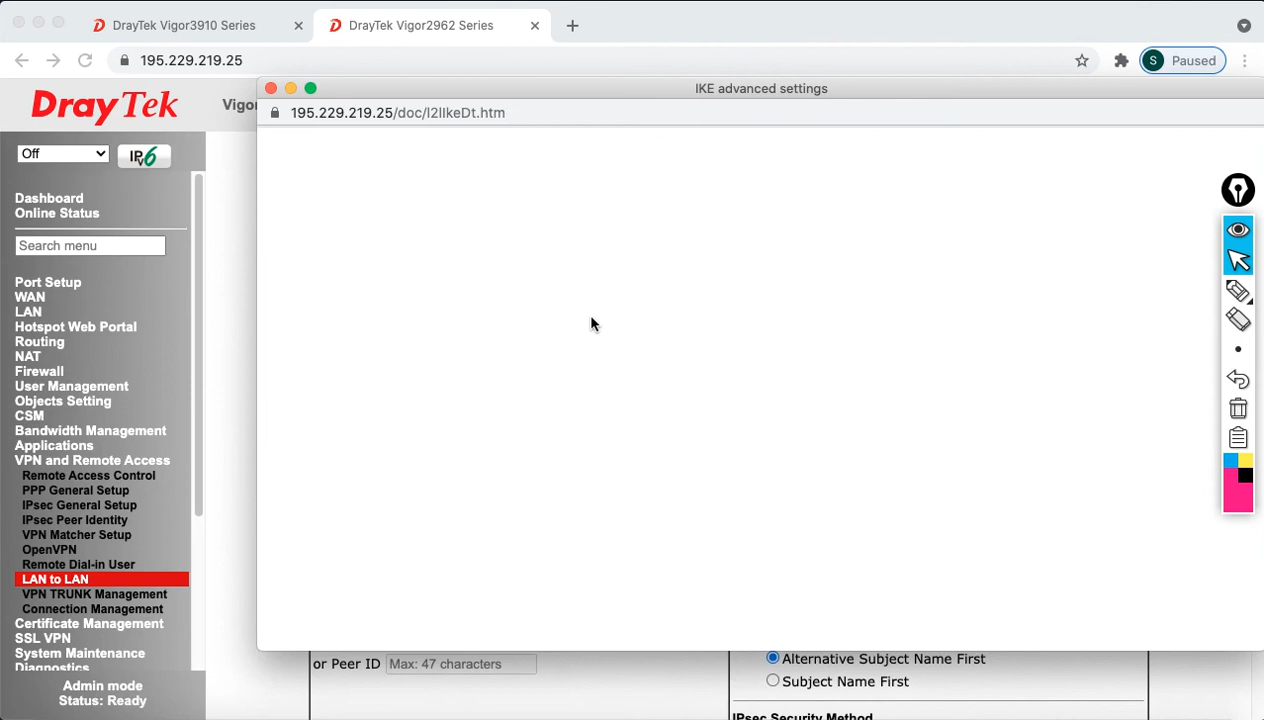 DrayTek Vigor3910 Series
DrayTek Vigor2962 Series
195.229.219.25
S Paused
DrayTek
Vigor
IKE advanced settings
195.229.219.25/doc/l2lIkeDt.htm
Off
IPv6
Dashboard
Online Status
Search menu
Port Setup
WAN
LAN
Hotspot Web Portal
Routing
NAT
Firewall
User Management
Objects Setting
CSM
Bandwidth Management
Applications
VPN and Remote Access
Remote Access Control
PPP General Setup
IPsec General Setup
IPsec Peer Identity
VPN Matcher Setup
OpenVPN
Remote Dial-in User
LAN to LAN
VPN TRUNK Management
Connection Management
Certificate Management
SSL VPN
System Maintenance
Diagnostics
Admin mode
Status: Ready
or Peer ID Max: 47 characters
Alternative Subject Name First
Subject Name First
IPsec Security Method